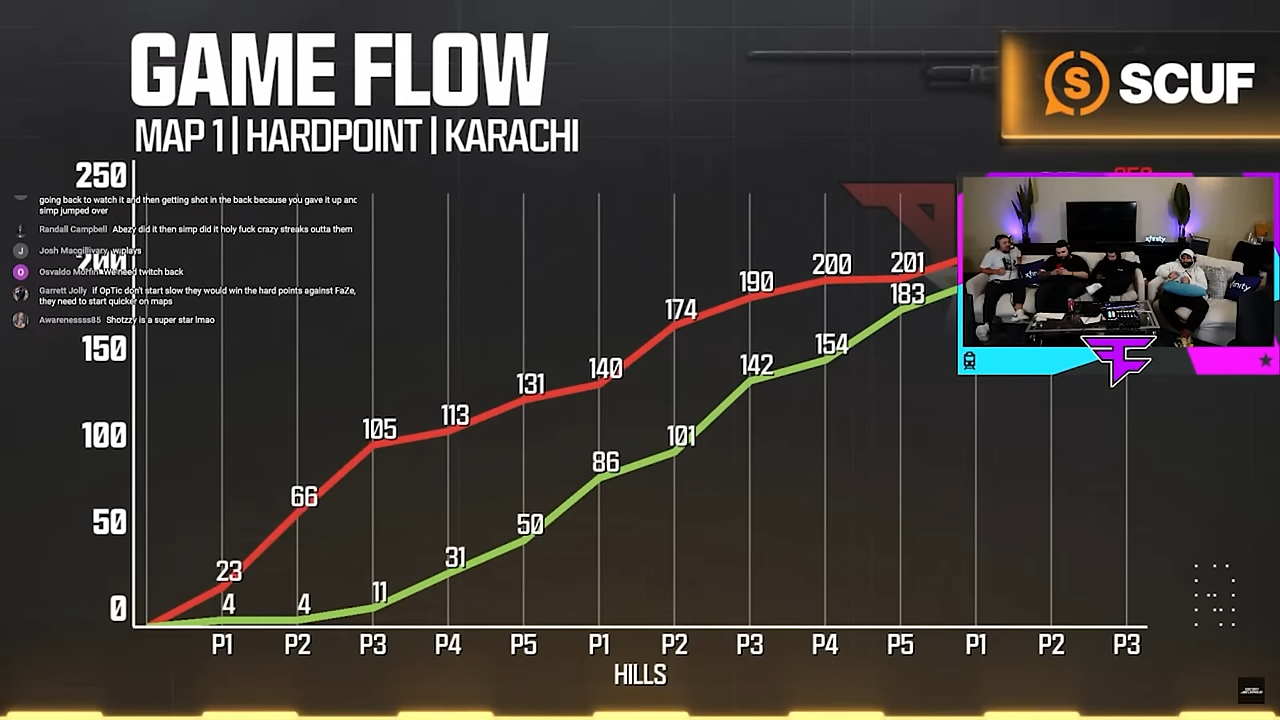 GAME FLOW
MAP 1 | HARDPOINT | KARACHI
SCUF
250
going back to watch it and then getting shot in the back because you gave it up and
simp jumped over
Randall Campbell Abezy did it then simp did it holy fuck crazy streaks outta them
J Josh Macgillivary w plays
200
O Osvaldo Morfin We need twitch back
Garrett Jolly if OpTic don't start slow they would win the hard points against FaZe,
they need to start quicker on maps
Awarenessss85 Shotzzy is a super star lmao
150
100
50
0
23 66 105 113 131 140 174 190 200 201
4 4 11 31 50 86 101 142 154 183
xfinity
P1 P2 P3 P4 P5 P1 P2 P3 P4 P5 P1 P2 P3
HILLS